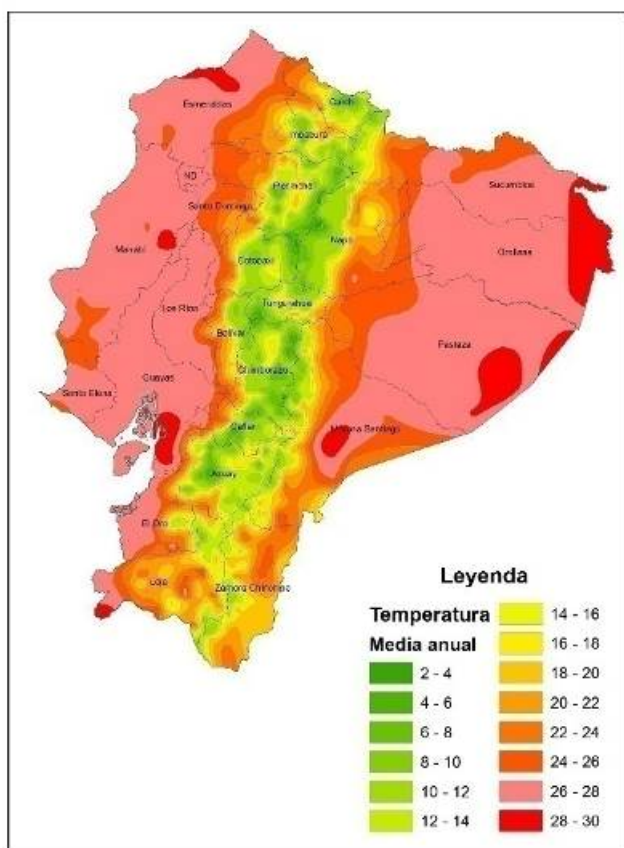 Carchi
Esmeraldas
Imbabura
Pichincha
ND
Sucumbios
Santo Domingo
Napo
Manabí
Orellana
Cotopaxi
Los Ríos
Tungurahua
Bolívar
Pastaza
Chimborazo
Guayas
Santa Elena
Morona Santiago
Cañar
Azuay
El Oro
Loja
Zamora Chinchipe
Leyenda
Temperatura
Media anual
2 - 4
4 - 6
6 - 8
8 - 10
10 - 12
12 - 14
14 - 16
16 - 18
18 - 20
20 - 22
22 - 24
24 - 26
26 - 28
28 - 30